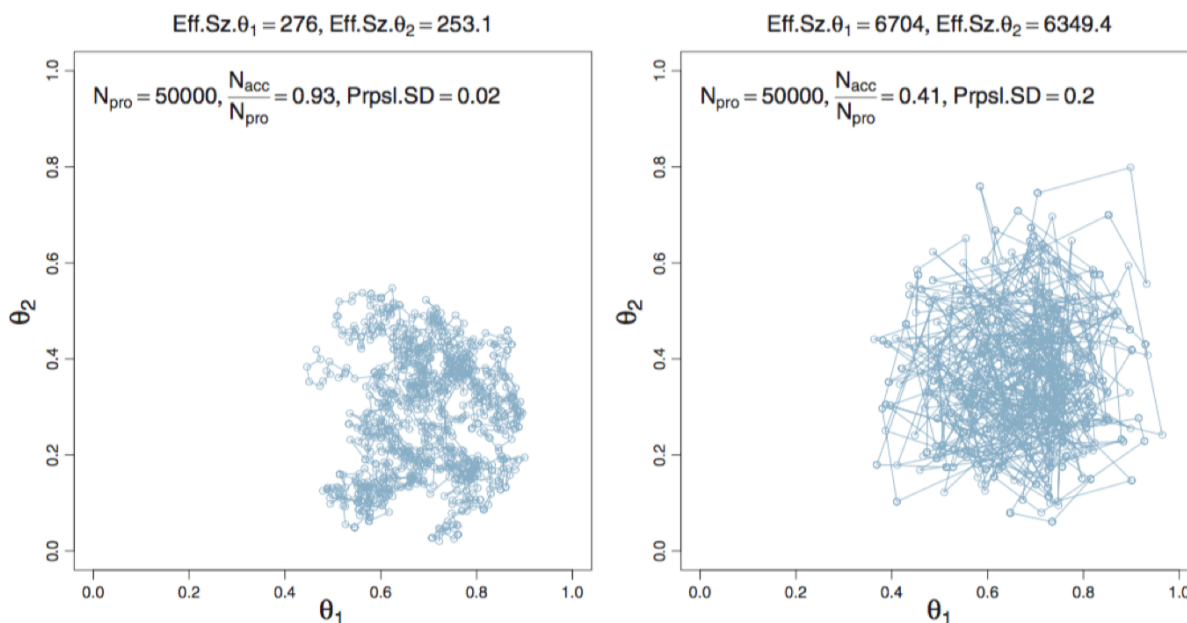 Eff.Sz.θ1 = 276, Eff.Sz.θ2 = 253.1
Npro = 50000, Nacc/Npro = 0.93, Prpsl.SD = 0.02
1.0
0.8
0.6
0.4
0.2
0.0
θ2
0.0 0.2 0.4 0.6 0.8 1.0
θ1
Eff.Sz.θ1 = 6704, Eff.Sz.θ2 = 6349.4
Npro = 50000, Nacc/Npro = 0.41, Prpsl.SD = 0.2
1.0
0.8
0.6
0.4
0.2
0.0
θ2
0.0 0.2 0.4 0.6 0.8 1.0
θ1